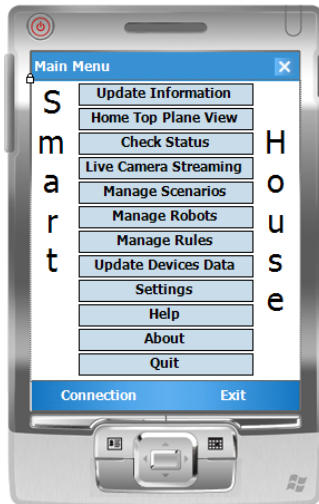 Main Menu
Smart
House
Update Information
Home Top Plane View
Check Status
Live Camera Streaming
Manage Scenarios
Manage Robots
Manage Rules
Update Devices Data
Settings
Help
About
Quit
Connection Exit